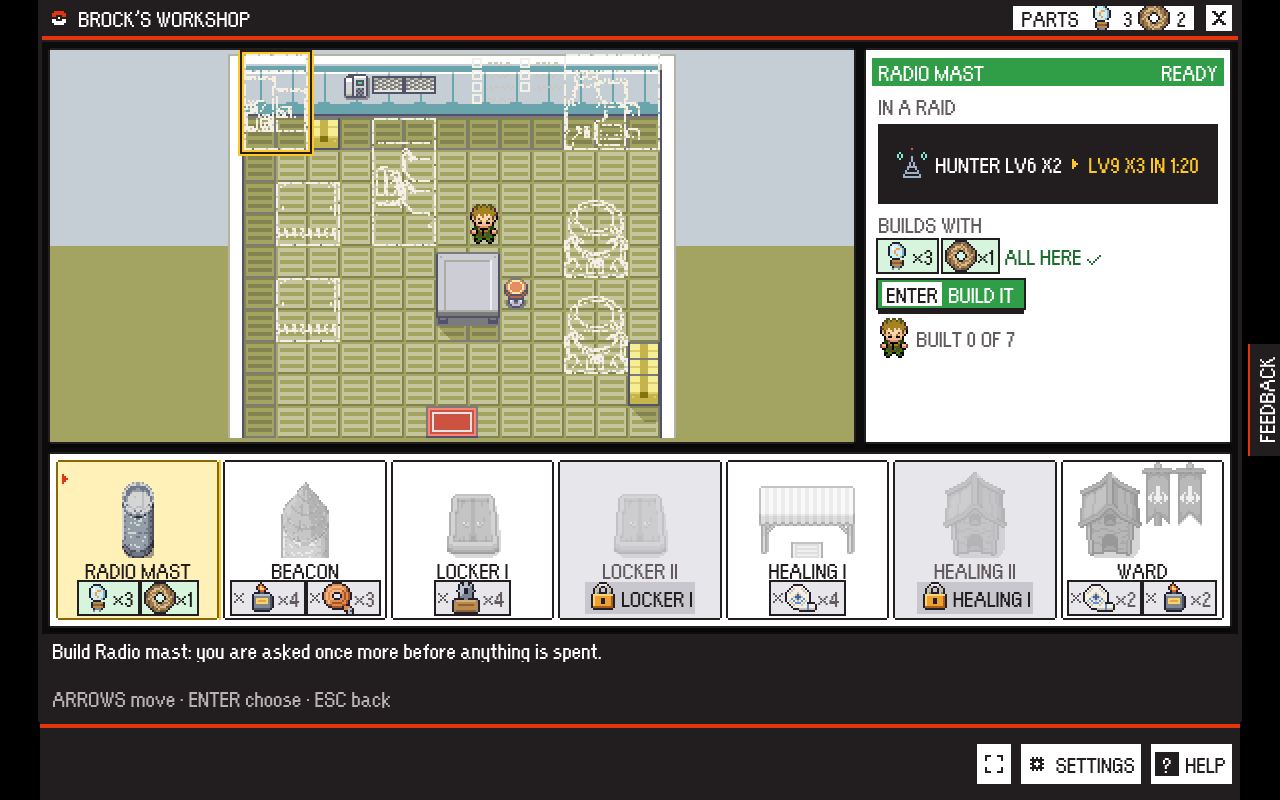 BROCK'S WORKSHOP
PARTS 3 2 X
RADIO MAST READY
IN A RAID
HUNTER LV6 X2 ▸ LV9 X3 IN 1:20
BUILDS WITH
×3 ×1 ALL HERE ✓
ENTER BUILD IT
BUILT 0 OF 7
FEEDBACK
RADIO MAST
×3 ×1
BEACON
×4 ×3
LOCKER I
×4
LOCKER II
LOCKER I
HEALING I
×4
HEALING II
HEALING I
WARD
×2 ×2
Build Radio mast: you are asked once more before anything is spent.
ARROWS move · ENTER choose · ESC back
SETTINGS
? HELP